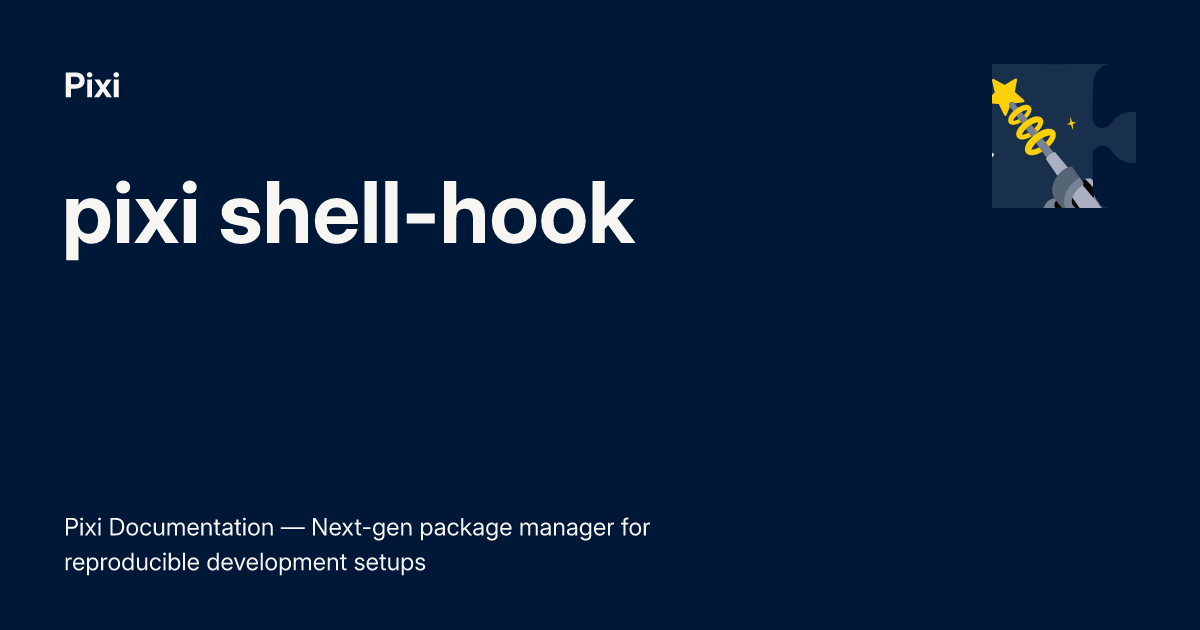 Pixi
pixi shell-hook
Pixi Documentation — Next-gen package manager for
reproducible development setups